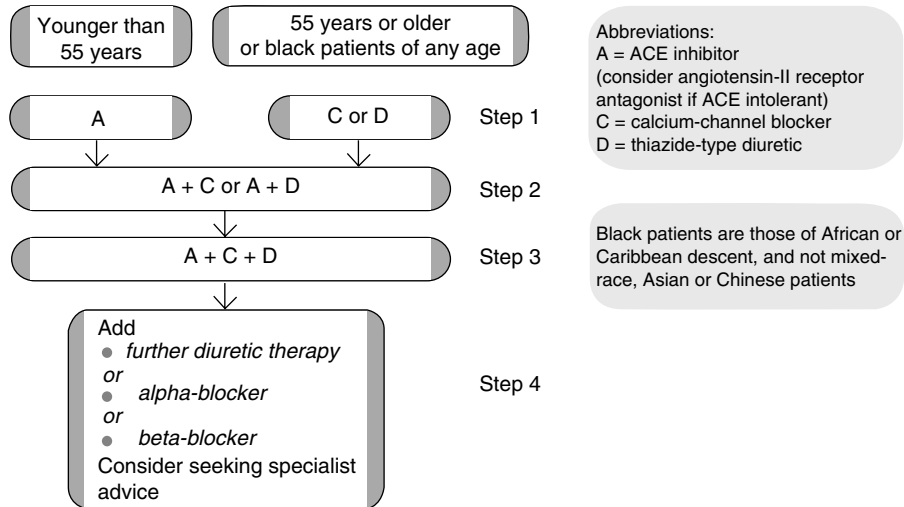 Younger than
55 years
55 years or older
or black patients of any age
A
C or D
Step 1
A + C or A + D
Step 2
A + C + D
Step 3
Add
• further diuretic therapy
or
• alpha-blocker
or
• beta-blocker
Consider seeking specialist
advice
Step 4
Abbreviations:
A = ACE inhibitor
(consider angiotensin-II receptor
antagonist if ACE intolerant)
C = calcium-channel blocker
D = thiazide-type diuretic
Black patients are those of African or
Caribbean descent, and not mixed-
race, Asian or Chinese patients